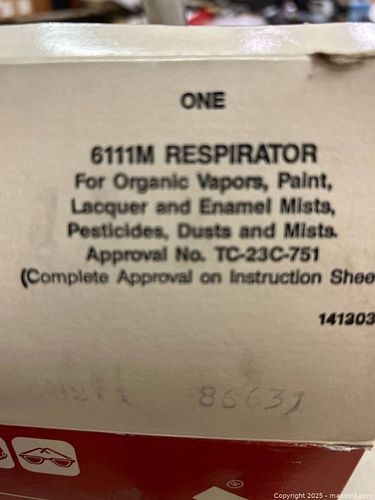 ONE
6111M RESPIRATOR
For Organic Vapors, Paint,
Lacquer and Enamel Mists,
Pesticides, Dusts and Mists.
Approval No. TC-23C-751
(Complete Approval on Instruction Shee
141303
86631
®
Copyright © 2025 - maxsold.com